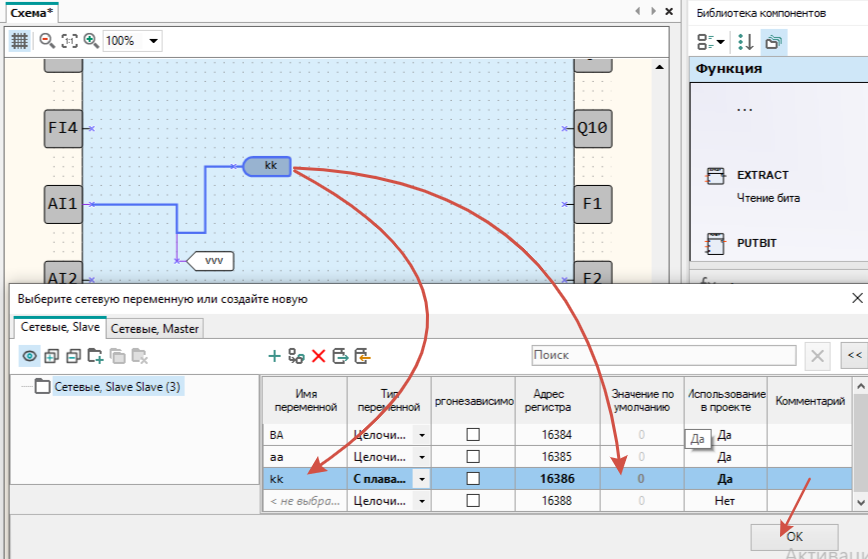 Схема*
100%
FI4
AI1
AI2
kk
vvv
Q10
F1
F2
Библиотека компонентов
Функция
...
EXTRACT
Чтение бита
PUTBIT
Выберите сетевую переменную или создайте новую
Сетевые, Slave
Сетевые, Master
Поиск
<<
Сетевые, Slave Slave (3)
Имя переменной Тип переменной ргонезависимо Адрес регистра Значение по умолчанию Использование в проекте Комментарий
BA Целочи... 16384 0 Да Да
aa Целочи... 16385 0 Да
kk С плава... 16386 0 Да
< не выбра... Целочи... 16388 0 Нет
OK
Активаци